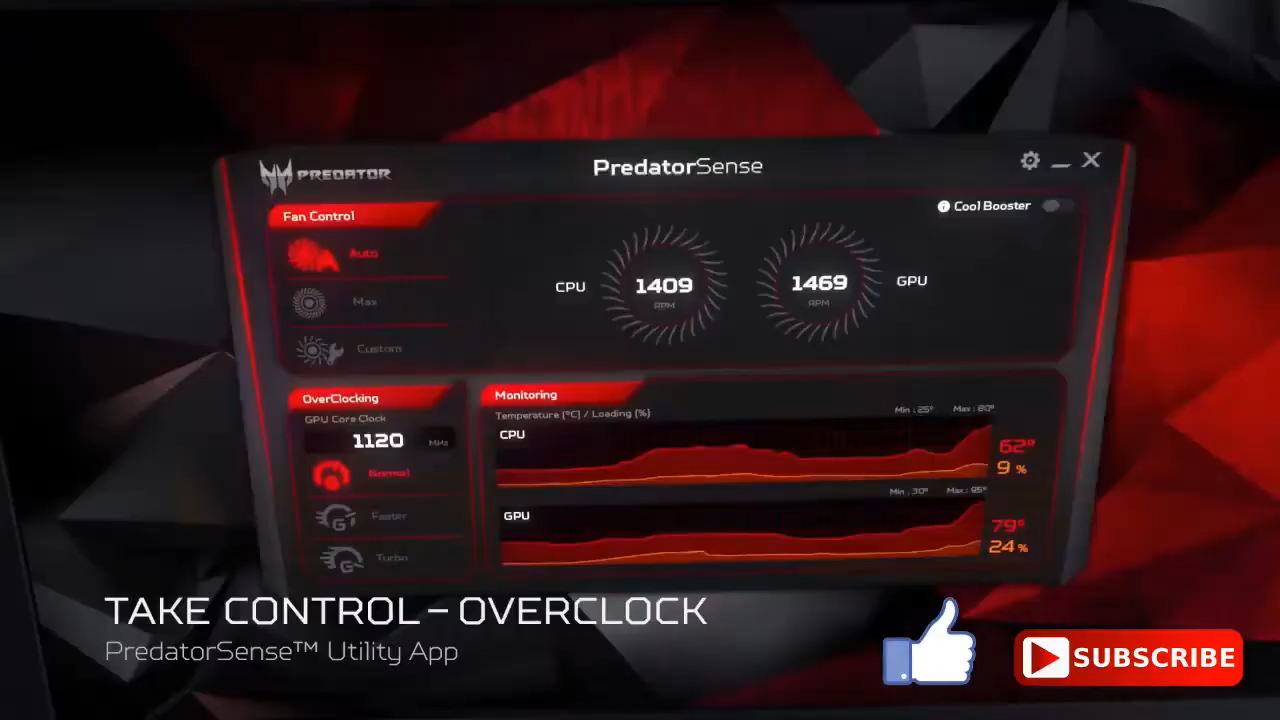 PREDATOR
PredatorSense
Fan Control
Cool Booster
Auto
Max
Custom
CPU
1409
RPM
1469
RPM
GPU
OverClocking
GPU Core Clock
1120 MHz
Normal
Faster
Turbo
Monitoring
Temperature (°C) / Loading (%)
Min : 25° Max : 80°
CPU
62°
9 %
Min : 30° Max : 95°
GPU
79°
24 %
TAKE CONTROL – OVERCLOCK
PredatorSense™ Utility App
SUBSCRIBE